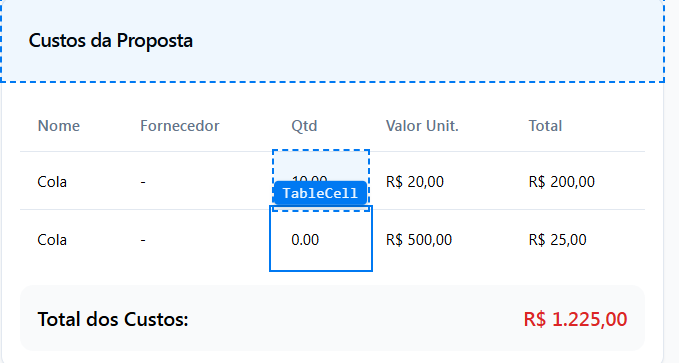 Custos da Proposta
Nome Fornecedor Qtd Valor Unit. Total
Cola - 10.00 R$ 20,00 R$ 200,00
TableCell
Cola - 0.00 R$ 500,00 R$ 25,00
Total dos Custos: R$ 1.225,00